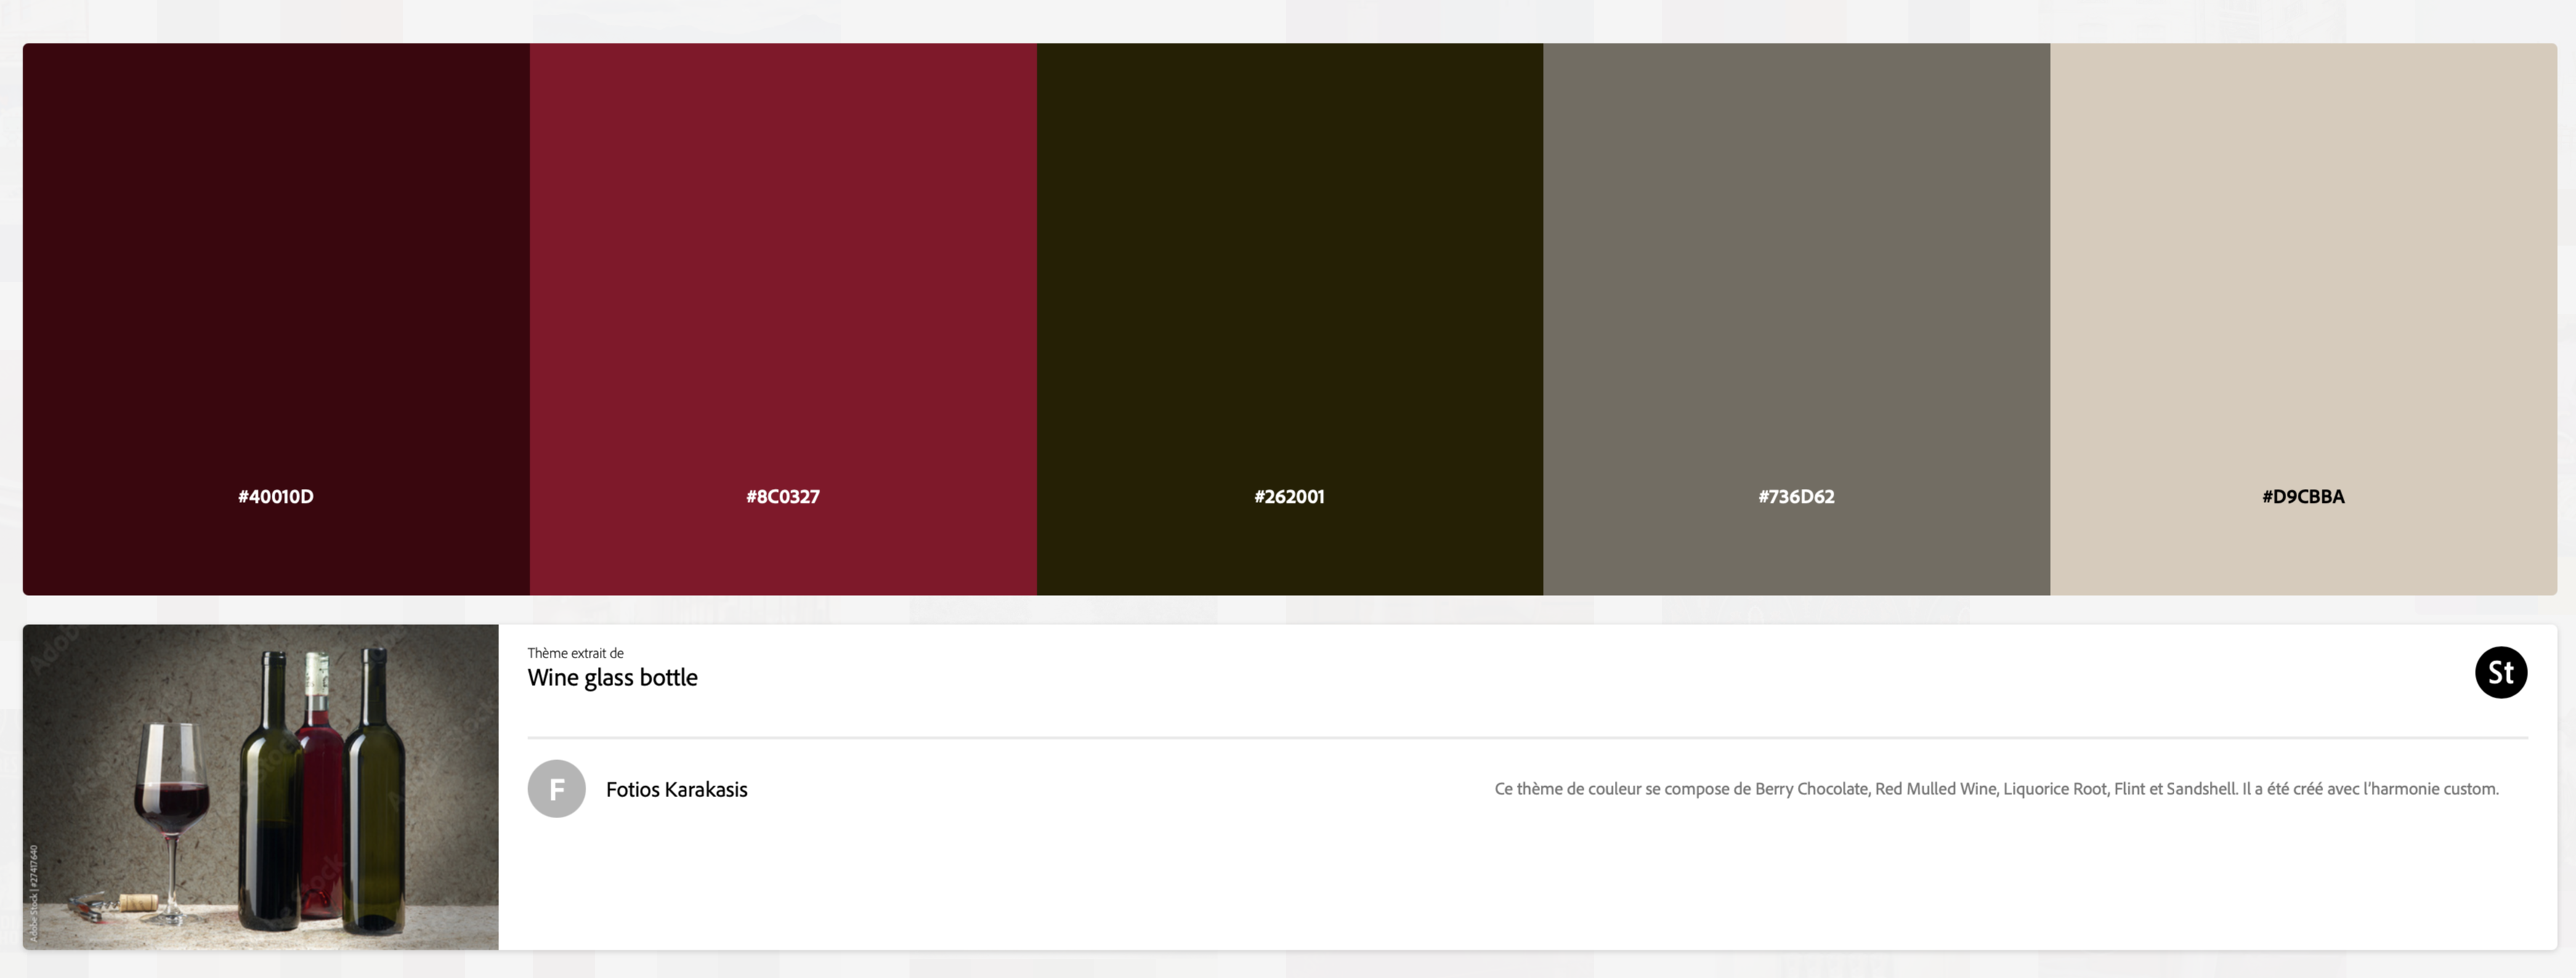 #40010D
#8C0327
#262001
#736D62
#D9CBBA
Thème extrait de
Wine glass bottle
St
F
Fotios Karakasis
Ce thème de couleur se compose de Berry Chocolate, Red Mulled Wine, Liquorice Root, Flint et Sandshell. Il a été créé avec l'harmonie custom.
Adobe Stock | #27417640